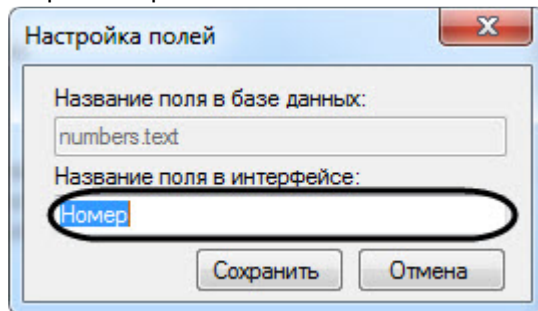 Настройка полей
Название поля в базе данных:
numbers.text
Название поля в интерфейсе:
Номер
Сохранить Отмена